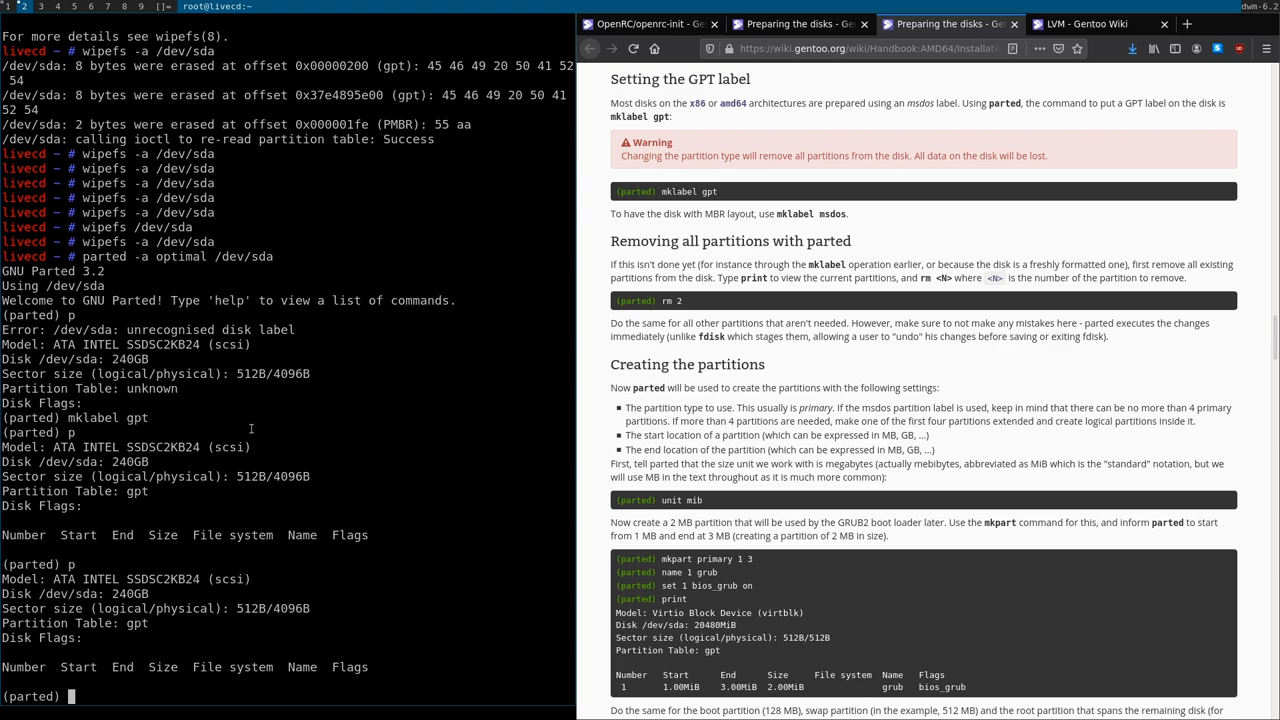 1 2 3 4 5 6 7 8 9 []= root@livecd:~ dwm-6.2
For more details see wipefs(8).
livecd ~ # wipefs -a /dev/sda
/dev/sda: 8 bytes were erased at offset 0x00000200 (gpt): 45 46 49 20 50 41 52
 54
/dev/sda: 8 bytes were erased at offset 0x37e4895e00 (gpt): 45 46 49 20 50 41
52 54
/dev/sda: 2 bytes were erased at offset 0x000001fe (PMBR): 55 aa
/dev/sda: calling ioctl to re-read partition table: Success
livecd ~ # wipefs -a /dev/sda
livecd ~ # wipefs -a /dev/sda
livecd ~ # wipefs -a /dev/sda
livecd ~ # wipefs -a /dev/sda
livecd ~ # wipefs -a /dev/sda
livecd ~ # wipefs /dev/sda
livecd ~ # wipefs -a /dev/sda
livecd ~ # parted -a optimal /dev/sda
GNU Parted 3.2
Using /dev/sda
Welcome to GNU Parted! Type 'help' to view a list of commands.
(parted) p
Error: /dev/sda: unrecognised disk label
Model: ATA INTEL SSDSC2KB24 (scsi)
Disk /dev/sda: 240GB
Sector size (logical/physical): 512B/4096B
Partition Table: unknown
Disk Flags:
(parted) mklabel gpt
(parted) p
Model: ATA INTEL SSDSC2KB24 (scsi)
Disk /dev/sda: 240GB
Sector size (logical/physical): 512B/4096B
Partition Table: gpt
Disk Flags:
Number  Start  End  Size  File system  Name  Flags
(parted) p
Model: ATA INTEL SSDSC2KB24 (scsi)
Disk /dev/sda: 240GB
Sector size (logical/physical): 512B/4096B
Partition Table: gpt
Disk Flags:
Number  Start  End  Size  File system  Name  Flags
(parted)
OpenRC/openrc-init - Ge Preparing the disks - Ge Preparing the disks - Ge LVM - Gentoo Wiki
https://wiki.gentoo.org/wiki/Handbook:AMD64/Installati
Setting the GPT label
Most disks on the x86 or amd64 architectures are prepared using an msdos label. Using parted, the command to put a GPT label on the disk is
mklabel gpt:
Warning
Changing the partition type will remove all partitions from the disk. All data on the disk will be lost.
(parted) mklabel gpt
To have the disk with MBR layout, use mklabel msdos.
Removing all partitions with parted
If this isn't done yet (for instance through the mklabel operation earlier, or because the disk is a freshly formatted one), first remove all existing
partitions from the disk. Type print to view the current partitions, and rm <N> where <N> is the number of the partition to remove.
(parted) rm 2
Do the same for all other partitions that aren't needed. However, make sure to not make any mistakes here - parted executes the changes
immediately (unlike fdisk which stages them, allowing a user to "undo" his changes before saving or exiting fdisk).
Creating the partitions
Now parted will be used to create the partitions with the following settings:
▪ The partition type to use. This usually is primary. If the msdos partition label is used, keep in mind that there can be no more than 4 primary
partitions. If more than 4 partitions are needed, make one of the first four partitions extended and create logical partitions inside it.
▪ The start location of a partition (which can be expressed in MB, GB, ...)
▪ The end location of the partition (which can be expressed in MB, GB, ...)
First, tell parted that the size unit we work with is megabytes (actually mebibytes, abbreviated as MiB which is the "standard" notation, but we
will use MB in the text throughout as it is much more common):
(parted) unit mib
Now create a 2 MB partition that will be used by the GRUB2 boot loader later. Use the mkpart command for this, and inform parted to start
from 1 MB and end at 3 MB (creating a partition of 2 MB in size).
(parted) mkpart primary 1 3
(parted) name 1 grub
(parted) set 1 bios_grub on
(parted) print
Model: Virtio Block Device (virtblk)
Disk /dev/sda: 20480MiB
Sector size (logical/physical): 512B/512B
Partition Table: gpt
Number   Start      End      Size     File system   Name   Flags
 1       1.00MiB    3.00MiB  2.00MiB                grub   bios_grub
Do the same for the boot partition (128 MB), swap partition (in the example, 512 MB) and the root partition that spans the remaining disk (for